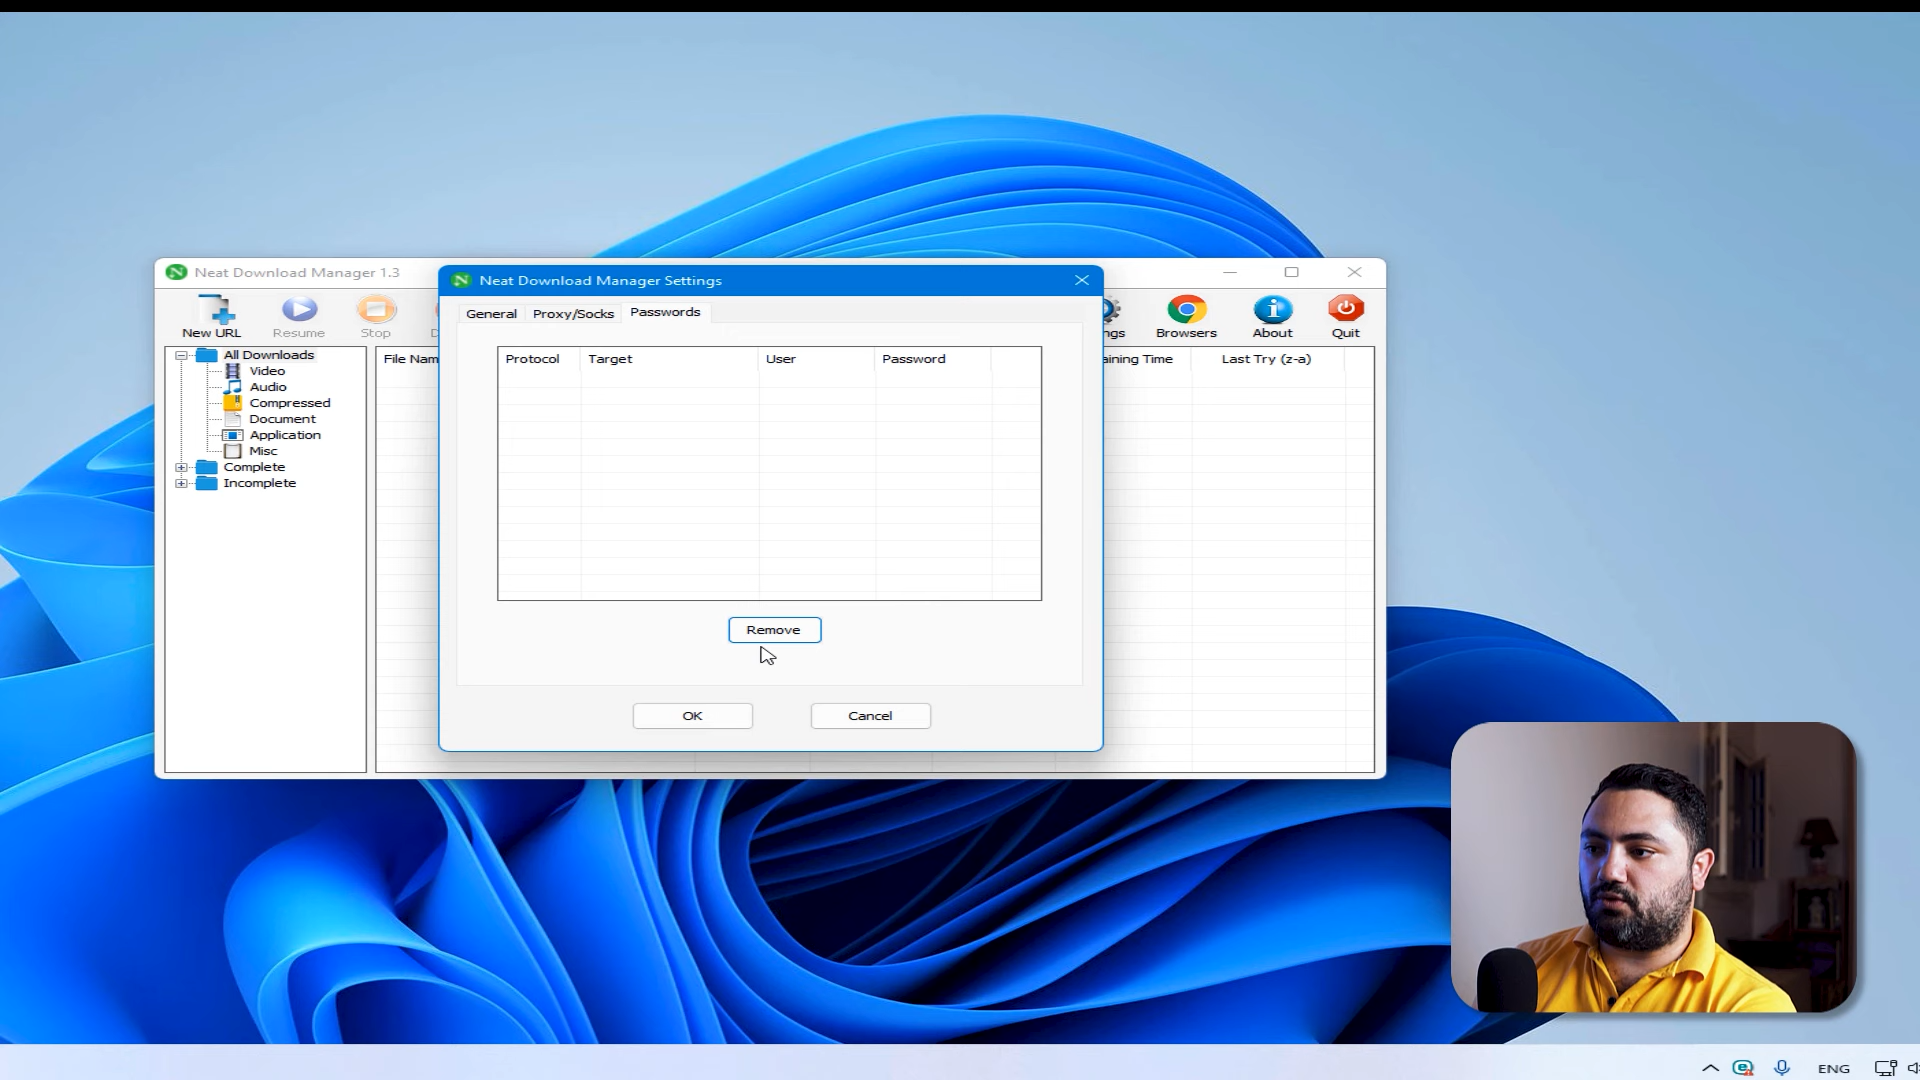 Neat Download Manager 1.3
Neat Download Manager Settings
New URL
Resume
Stop
Browsers
About
Quit
General
Proxy/Socks
Passwords
All Downloads
Video
Audio
Compressed
Document
Application
Misc
Complete
Incomplete
File Nam
Protocol
Target
User
Password
aining Time
Last Try (z-a)
Remove
OK
Cancel
ENG